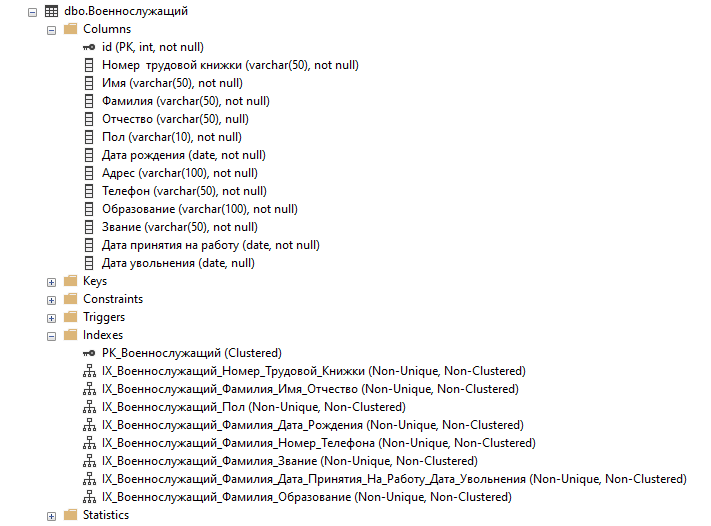 dbo.Военнослужащий
Columns
id (PK, int, not null)
Номер  трудовой книжки (varchar(50), not null)
Имя (varchar(50), not null)
Фамилия (varchar(50), not null)
Отчество (varchar(50), null)
Пол (varchar(10), not null)
Дата рождения (date, not null)
Адрес (varchar(100), not null)
Телефон (varchar(50), not null)
Образование (varchar(100), not null)
Звание (varchar(50), not null)
Дата принятия на работу (date, not null)
Дата увольнения (date, null)
Keys
Constraints
Triggers
Indexes
PK_Военнослужащий (Clustered)
IX_Военнослужащий_Номер_Трудовой_Книжки (Non-Unique, Non-Clustered)
IX_Военнослужащий_Фамилия_Имя_Отчество (Non-Unique, Non-Clustered)
IX_Военнослужащий_Пол (Non-Unique, Non-Clustered)
IX_Военнослужащий_Фамилия_Дата_Рождения (Non-Unique, Non-Clustered)
IX_Военнослужащий_Фамилия_Номер_Телефона (Non-Unique, Non-Clustered)
IX_Военнослужащий_Фамилия_Звание (Non-Unique, Non-Clustered)
IX_Военнослужащий_Фамилия_Дата_Принятия_На_Работу_Дата_Увольнения (Non-Unique, Non-Clustered)
IX_Военнослужащий_Фамилия_Образование (Non-Unique, Non-Clustered)
Statistics